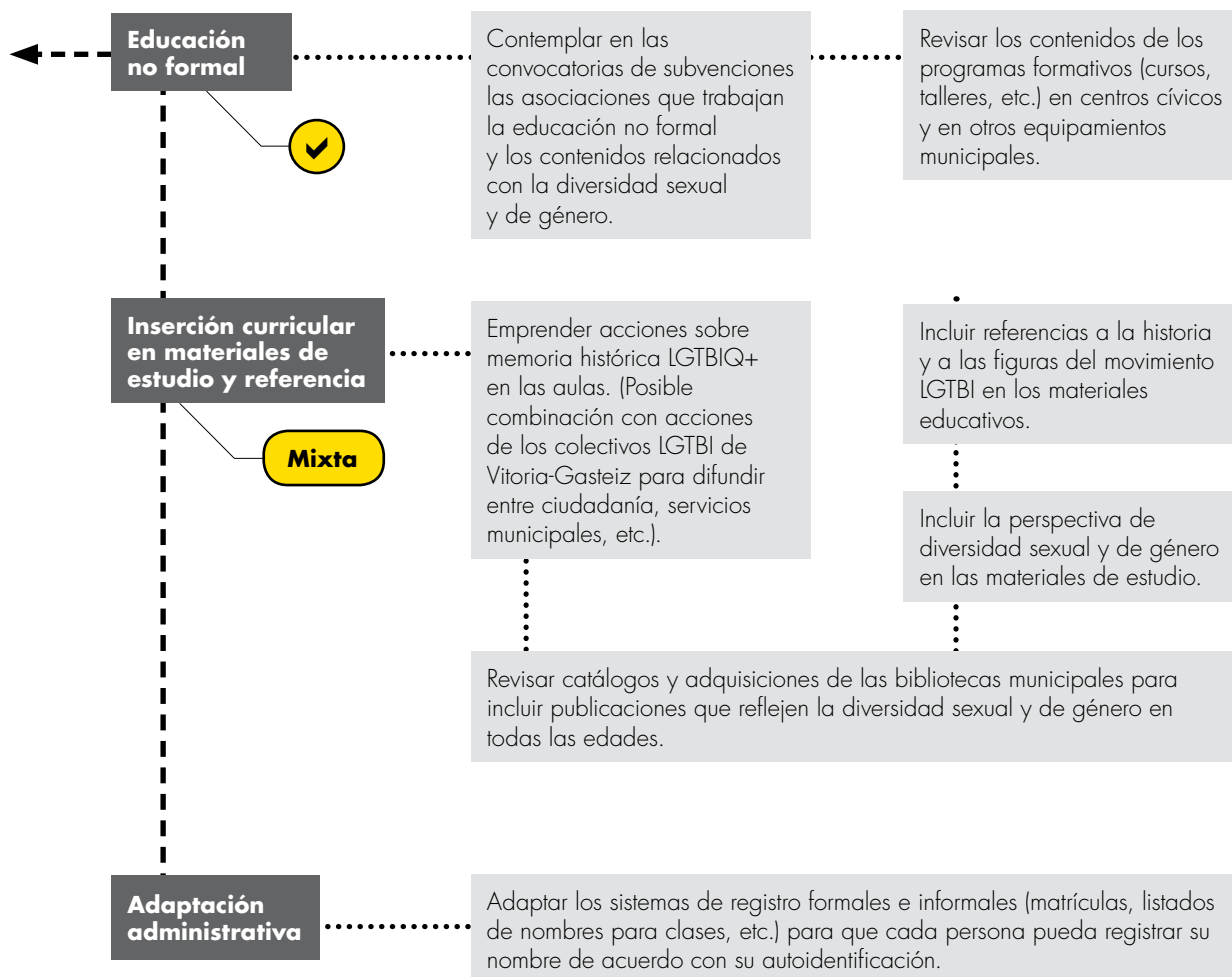 Educación
no formal
Contemplar en las
convocatorias de subvenciones
las asociaciones que trabajan
la educación no formal
y los contenidos relacionados
con la diversidad sexual
y de género.
Revisar los contenidos de los
programas formativos (cursos,
talleres, etc.) en centros cívicos
y en otros equipamientos
municipales.
Inserción curricular
en materiales de
estudio y referencia
Mixta
Emprender acciones sobre
memoria histórica LGTBIQ+
en las aulas. (Posible
combinación con acciones
de los colectivos LGTBI de
Vitoria-Gasteiz para difundir
entre ciudadanía, servicios
municipales, etc.).
Incluir referencias a la historia
y a las figuras del movimiento
LGTBI en los materiales
educativos.
Incluir la perspectiva de
diversidad sexual y de género
en las materiales de estudio.
Revisar catálogos y adquisiciones de las bibliotecas municipales para
incluir publicaciones que reflejen la diversidad sexual y de género en
todas las edades.
Adaptación
administrativa
Adaptar los sistemas de registro formales e informales (matrículas, listados
de nombres para clases, etc.) para que cada persona pueda registrar su
nombre de acuerdo con su autoidentificación.